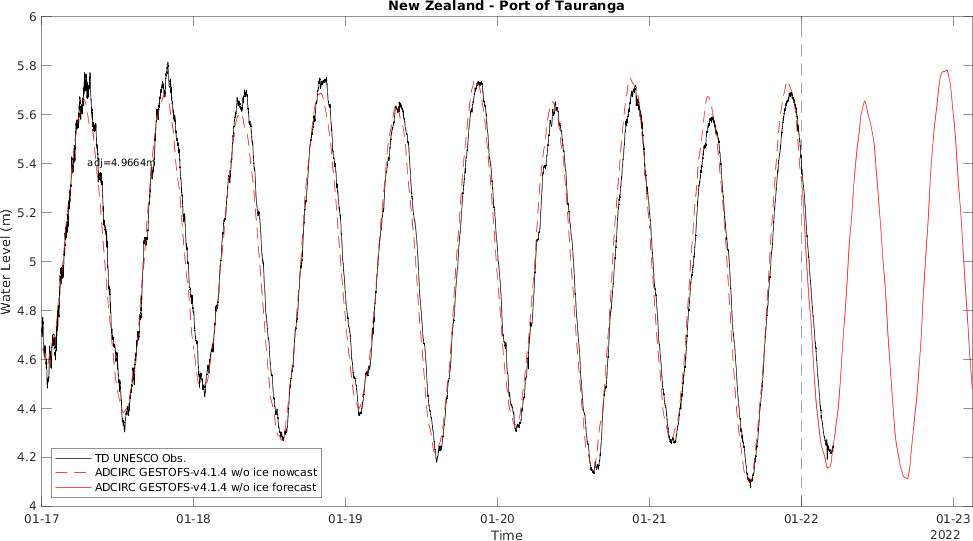 New Zealand - Port of Tauranga
6
5.8
5.6
5.4
5.2
5
4.8
4.6
4.4
4.2
4
Water Level (m)
adj=4.9664m
TD UNESCO Obs.
ADCIRC GESTOFS-v4.1.4 w/o ice nowcast
ADCIRC GESTOFS-v4.1.4 w/o ice forecast
01-17 01-18 01-19 01-20 01-21 01-22 01-23
Time
2022